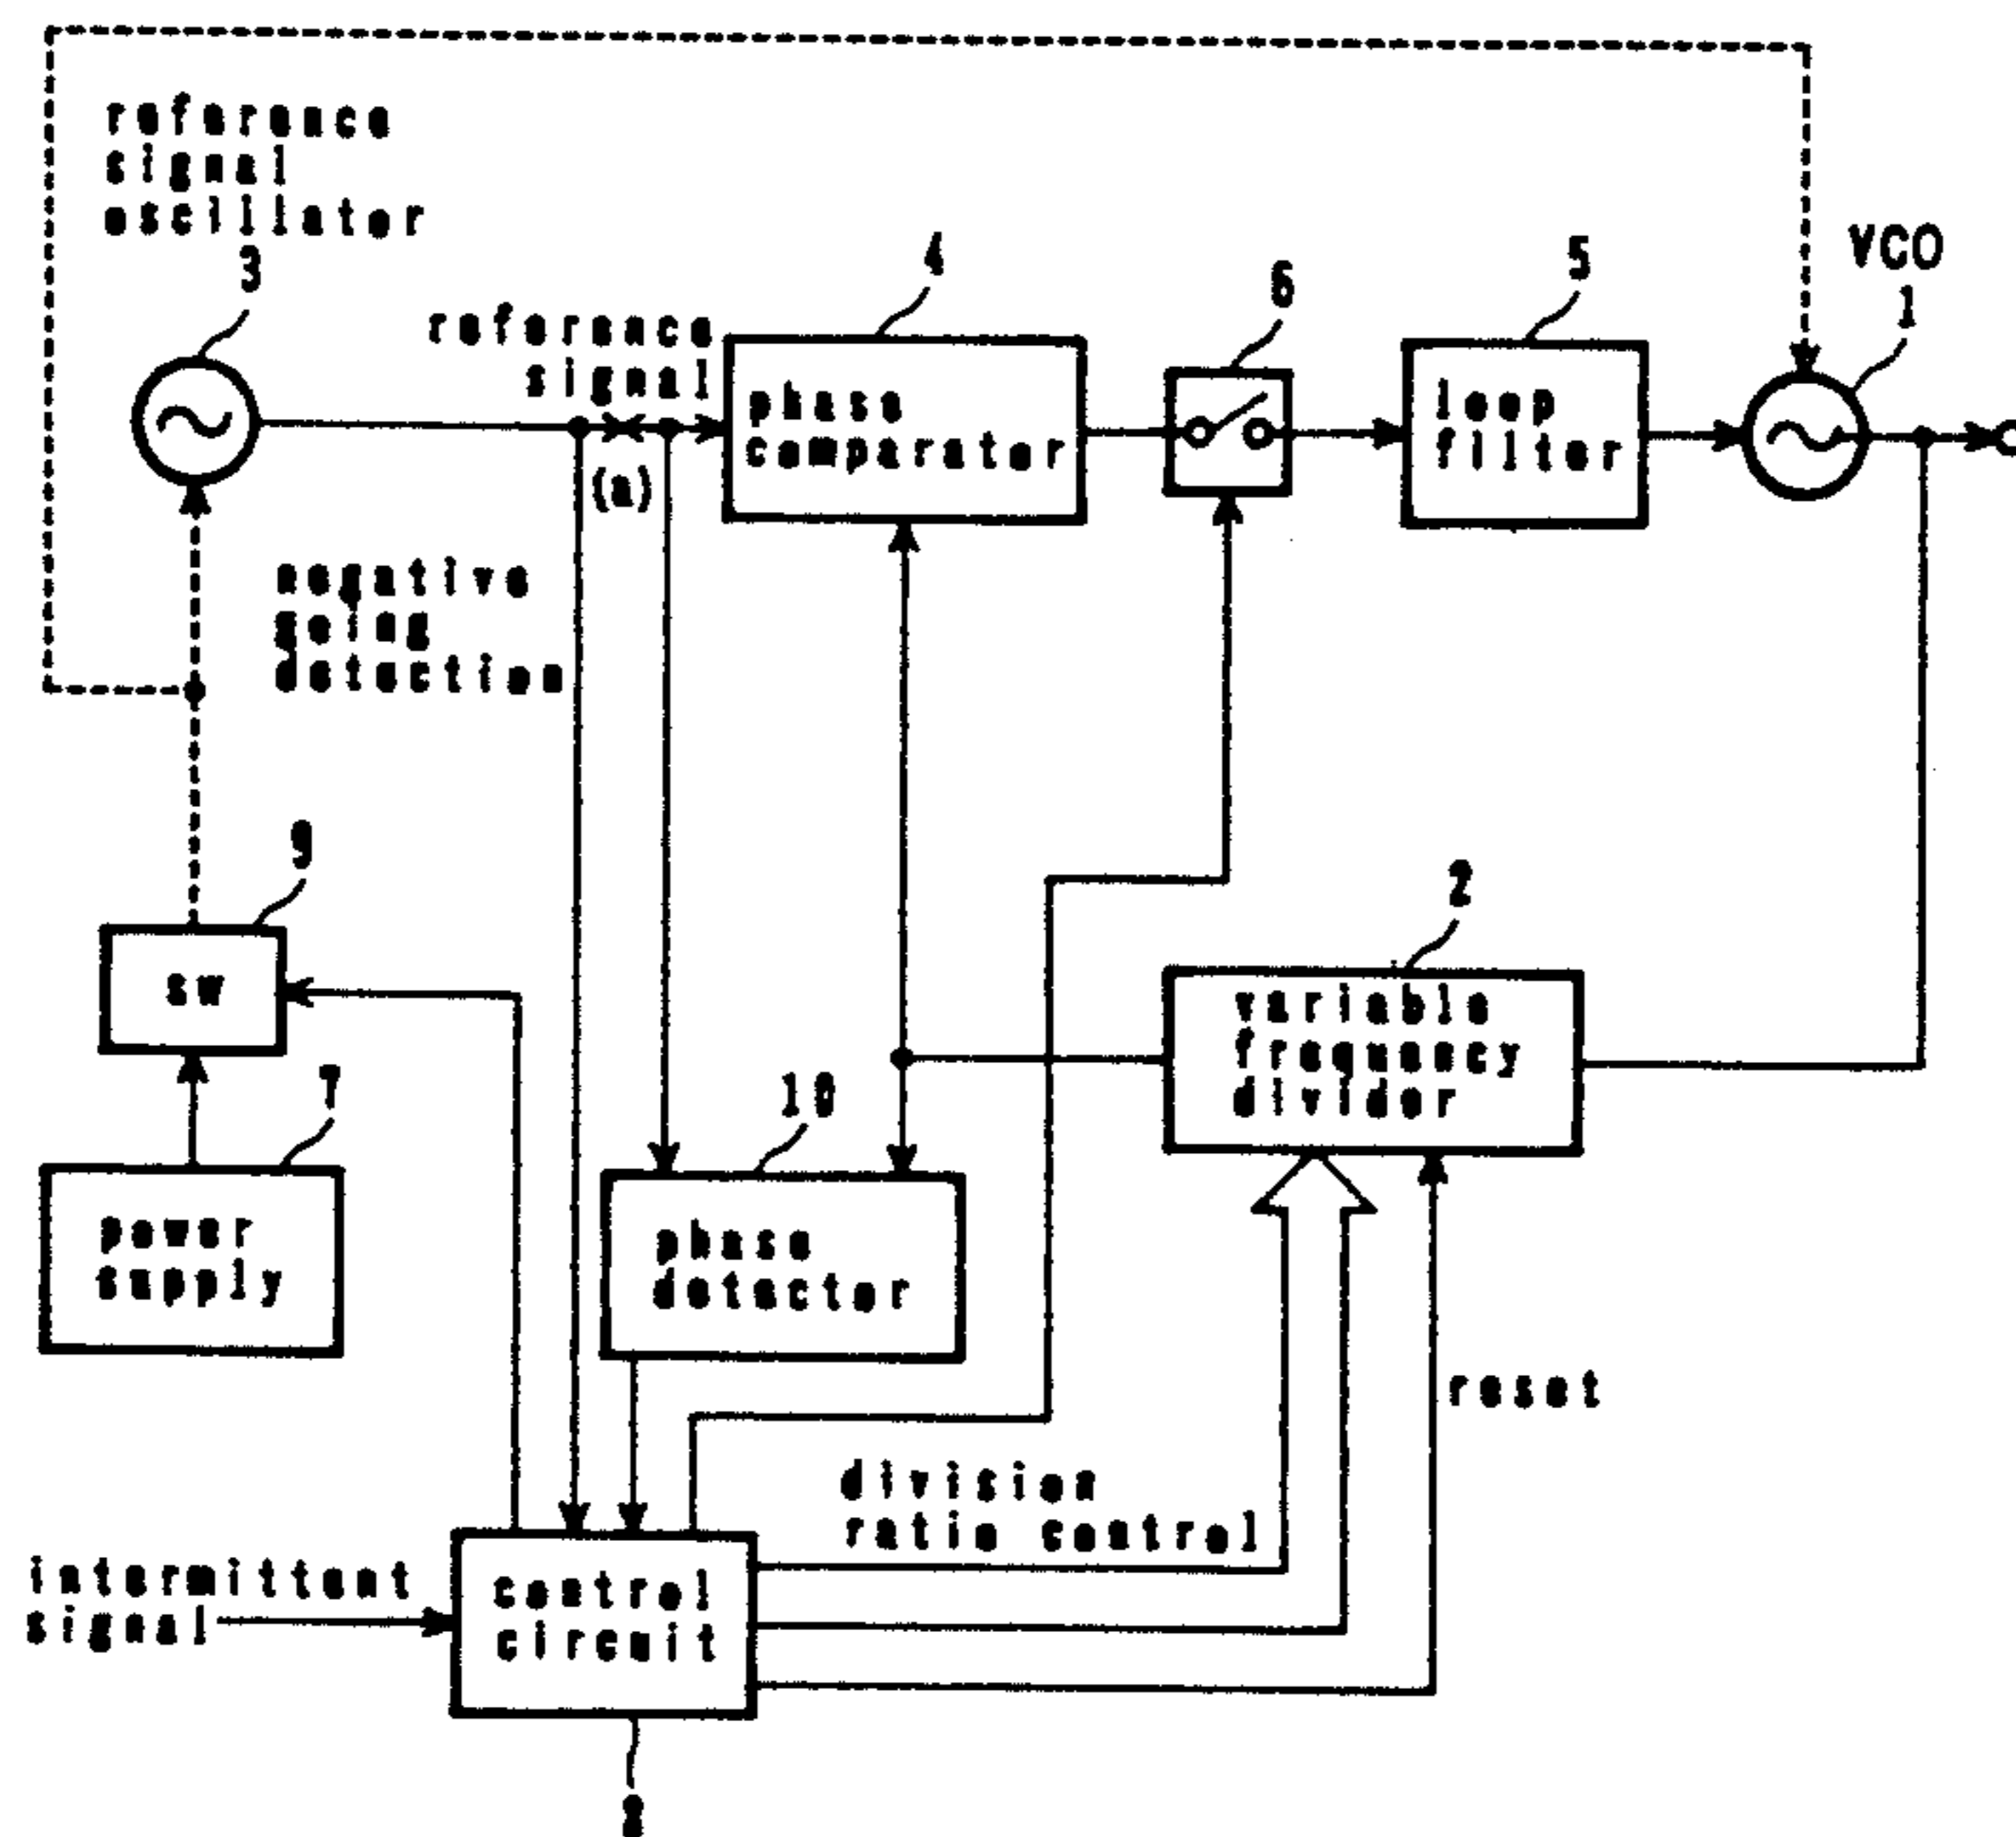 reference
signal
oscillator
3
reference
signal
(a)
4
phase
comparator
6
5
loop
filter
VCO
1
negative
going
detection
9
SW
7
power
supply
10
phase
detector
2
variable
frequency
divider
reset
division
ratio control
intermittent
signal
control
circuit
8